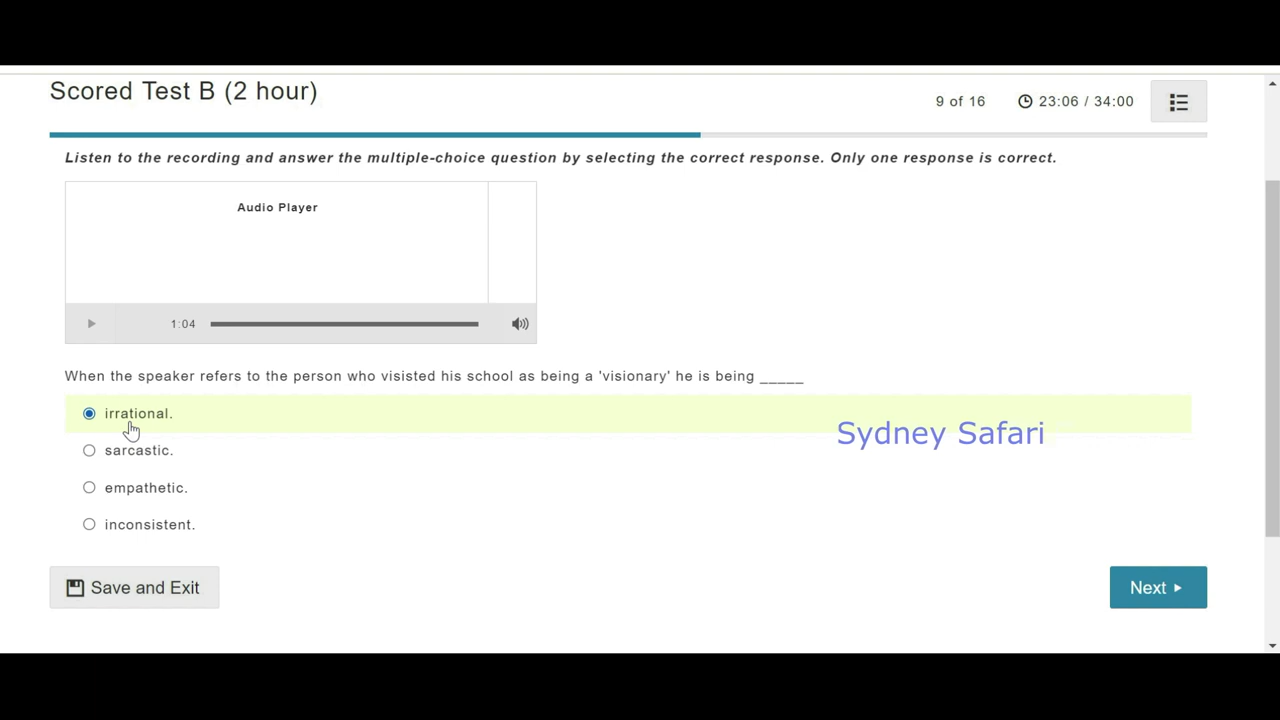 Scored Test B (2 hour)
9 of 16
23:06 / 34:00
Listen to the recording and answer the multiple-choice question by selecting the correct response. Only one response is correct.
Audio Player
1:04
When the speaker refers to the person who visisted his school as being a 'visionary' he is being _____
irrational.
Sydney Safari
sarcastic.
empathetic.
inconsistent.
Save and Exit
Next